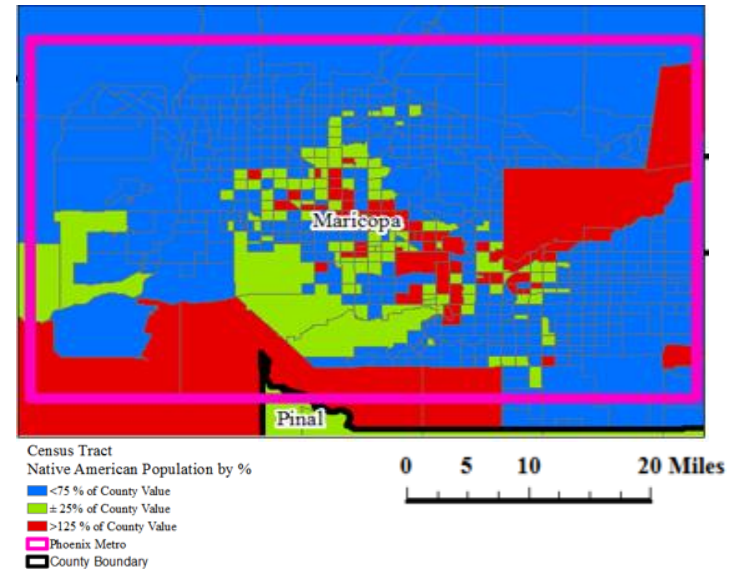 Maricopa
Pinal
Census Tract
Native American Population by %
<75 % of County Value
± 25% of County Value
>125 % of County Value
Phoenix Metro
County Boundary
0 5 10 20 Miles